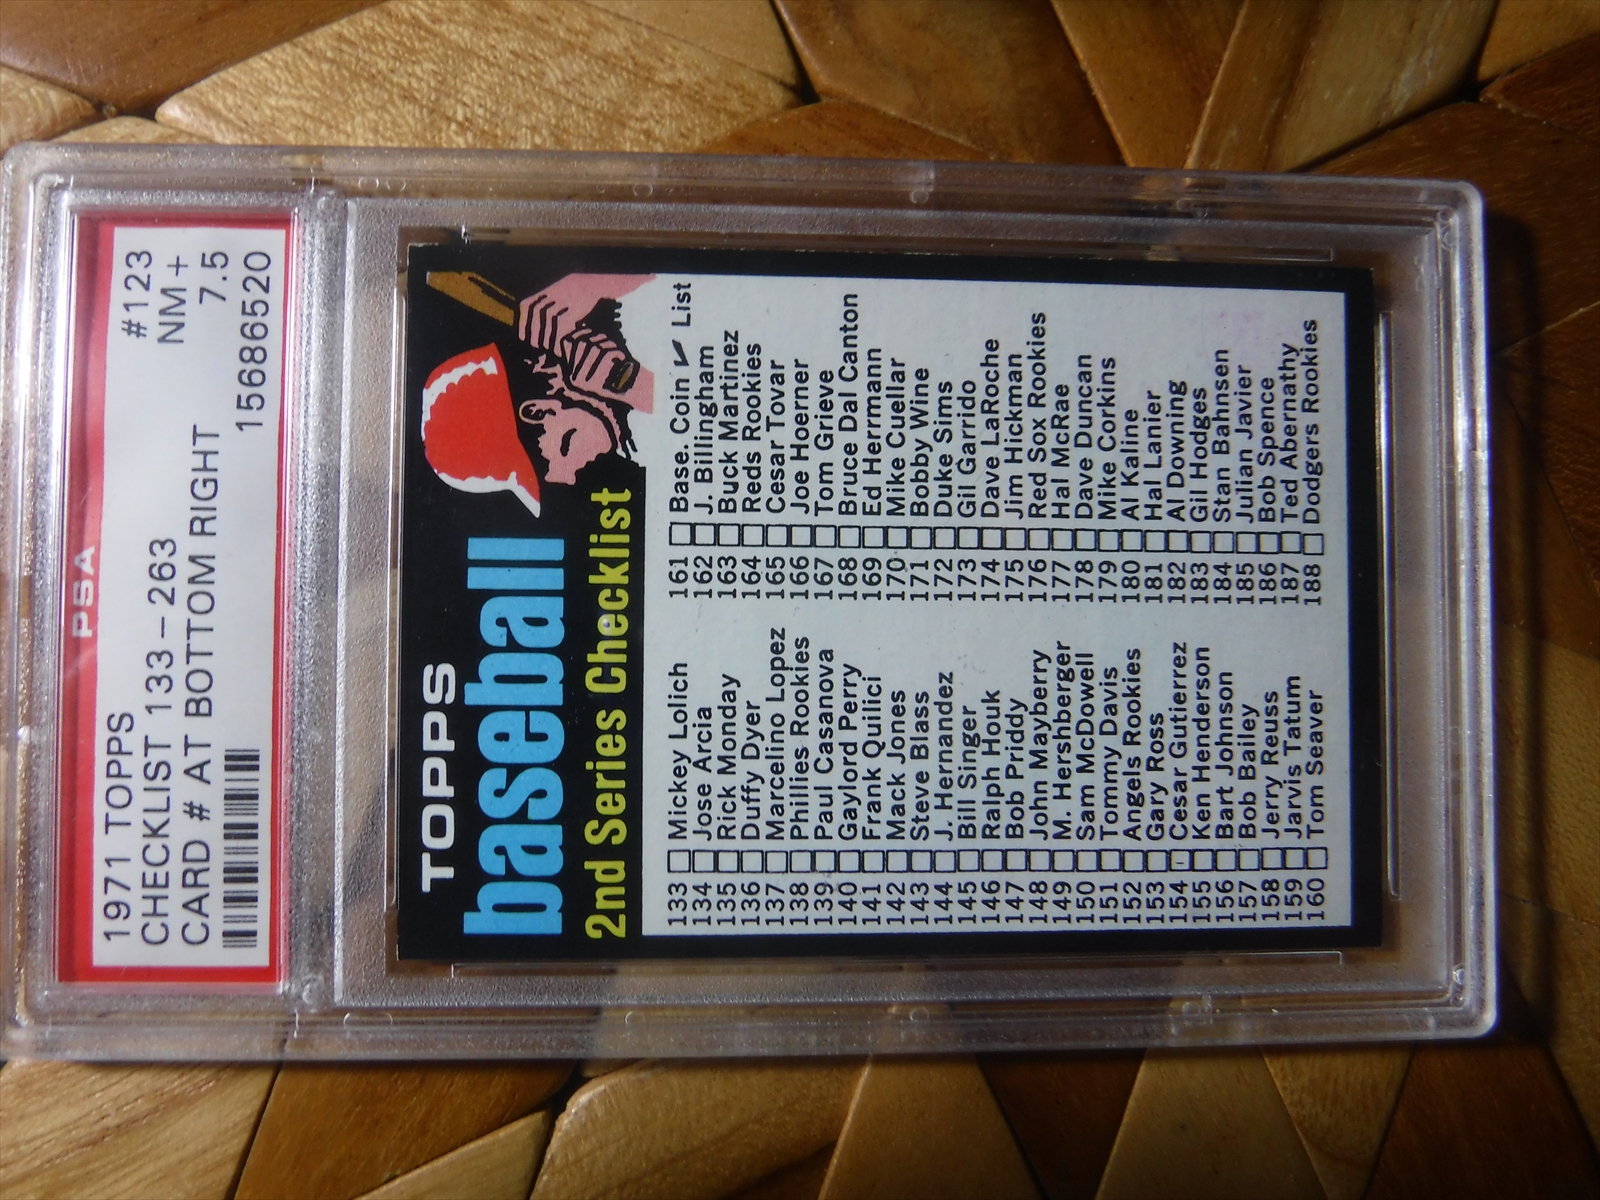 PSA
1971 TOPPS #123
CHECKLIST 133-263 NM+
CARD # AT BOTTOM RIGHT 7.5
15686520
TOPPS
baseball
2nd Series Checklist
133 Mickey Lolich
134 Jose Arcia
135 Rick Monday
136 Duffy Dyer
137 Marcelino Lopez
138 Phillies Rookies
139 Paul Casanova
140 Gaylord Perry
141 Frank Quilici
142 Mack Jones
143 Steve Blass
144 J. Hernandez
145 Bill Singer
146 Ralph Houk
147 Bob Priddy
148 John Mayberry
149 M. Hershberger
150 Sam McDowell
151 Tommy Davis
152 Angels Rookies
153 Gary Ross
154 Cesar Gutierrez
155 Ken Henderson
156 Bart Johnson
157 Bob Bailey
158 Jerry Reuss
159 Jarvis Tatum
160 Tom Seaver
161 Base. Coin ✔ List
162 J. Billingham
163 Buck Martinez
164 Reds Rookies
165 Cesar Tovar
166 Joe Hoerner
167 Tom Grieve
168 Bruce Dal Canton
169 Ed Herrmann
170 Mike Cuellar
171 Bobby Wine
172 Duke Sims
173 Gil Garrido
174 Dave LaRoche
175 Jim Hickman
176 Red Sox Rookies
177 Hal McRae
178 Dave Duncan
179 Mike Corkins
180 Al Kaline
181 Hal Lanier
182 Al Downing
183 Gil Hodges
184 Stan Bahnsen
185 Julian Javier
186 Bob Spence
187 Ted Abernathy
188 Dodgers Rookies